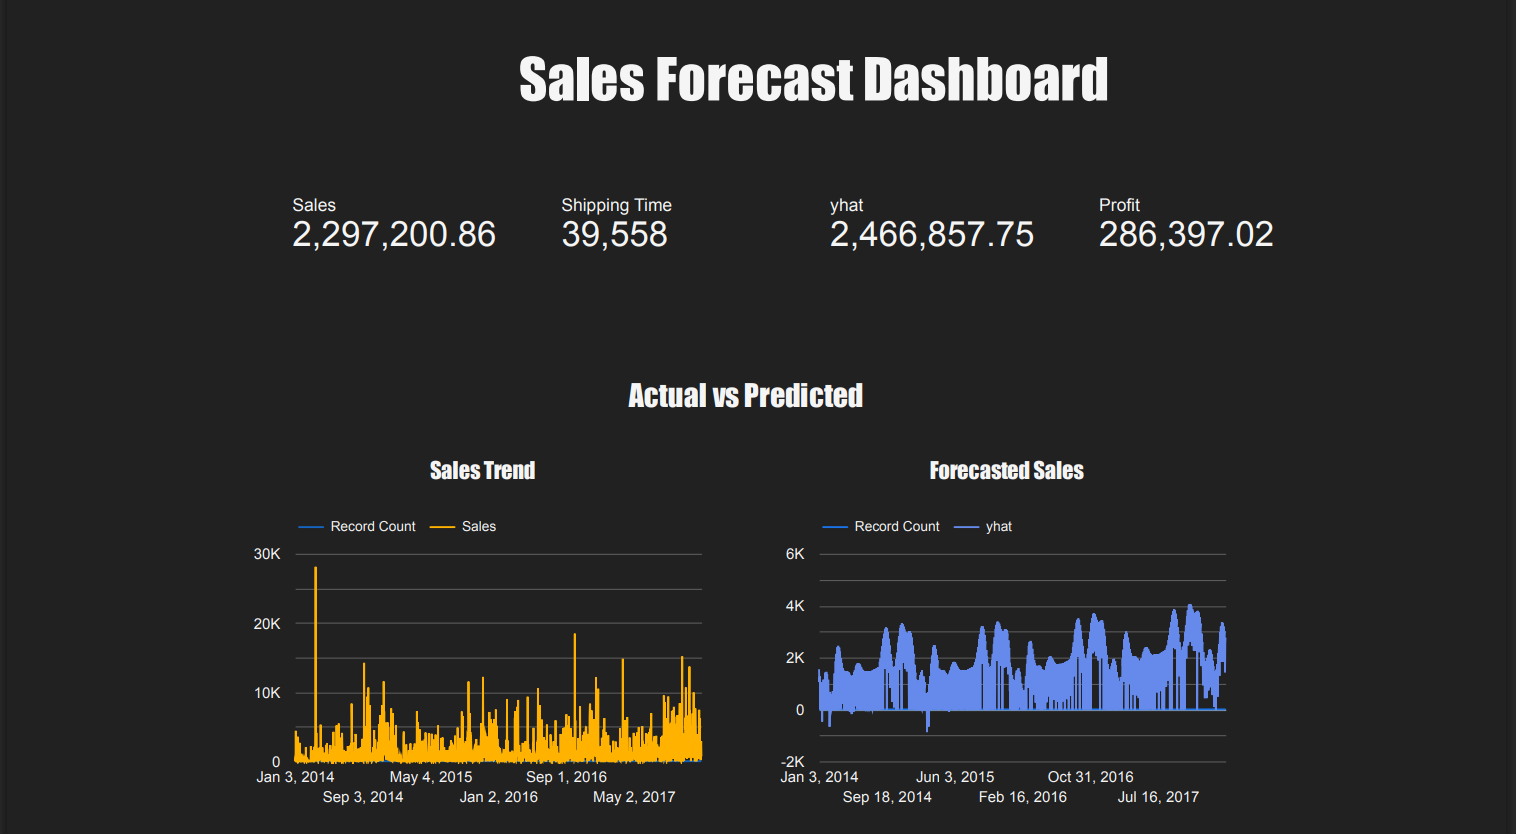 Sales Forecast Dashboard
Sales
2,297,200.86
Shipping Time
39,558
yhat
2,466,857.75
Profit
286,397.02
Actual vs Predicted
Sales Trend
Record Count
Sales
30K
20K
10K
0
Jan 3, 2014
Sep 3, 2014
May 4, 2015
Jan 2, 2016
Sep 1, 2016
May 2, 2017
Forecasted Sales
Record Count
yhat
6K
4K
2K
0
-2K
Jan 3, 2014
Sep 18, 2014
Jun 3, 2015
Feb 16, 2016
Oct 31, 2016
Jul 16, 2017